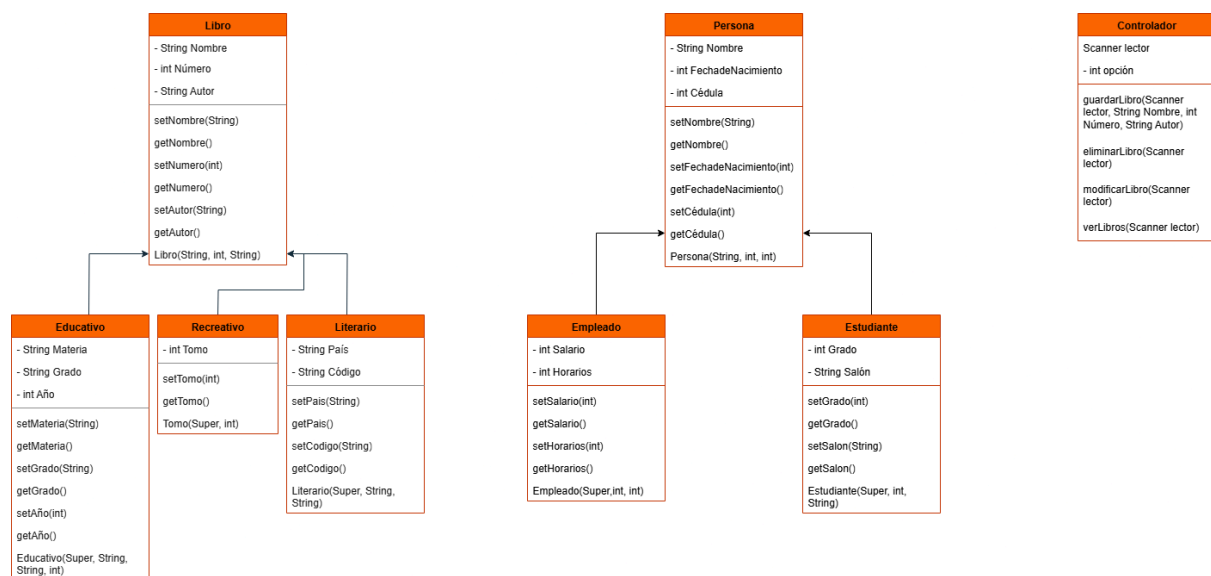 Libro
- String Nombre
- int Número
- String Autor
setNombre(String)
getNombre()
setNumero(int)
getNumero()
setAutor(String)
getAutor()
Libro(String, int, String)
Persona
- String Nombre
- int FechadeNacimiento
- int Cédula
setNombre(String)
getNombre()
setFechadeNacimiento(int)
getFechadeNacimiento()
setCédula(int)
getCédula()
Persona(String, int, int)
Controlador
Scanner lector
- int opción
guardarLibro(Scanner
lector, String Nombre, int
Número, String Autor)
eliminarLibro(Scanner
lector)
modificarLibro(Scanner
lector)
verLibros(Scanner lector)
Educativo
- String Materia
- String Grado
- int Año
setMateria(String)
getMateria()
setGrado(String)
getGrado()
setAño(int)
getAño()
Educativo(Super, String,
String, int)
Recreativo
- int Tomo
setTomo(int)
getTomo()
Tomo(Super, int)
Literario
- String País
- String Código
setPais(String)
getPais()
setCodigo(String)
getCodigo()
Literario(Super, String,
String)
Empleado
- int Salario
- int Horarios
setSalario(int)
getSalario()
setHorarios(int)
getHorarios()
Empleado(Super,int, int)
Estudiante
- int Grado
- String Salón
setGrado(int)
getGrado()
setSalon(String)
getSalon()
Estudiante(Super, int,
String)